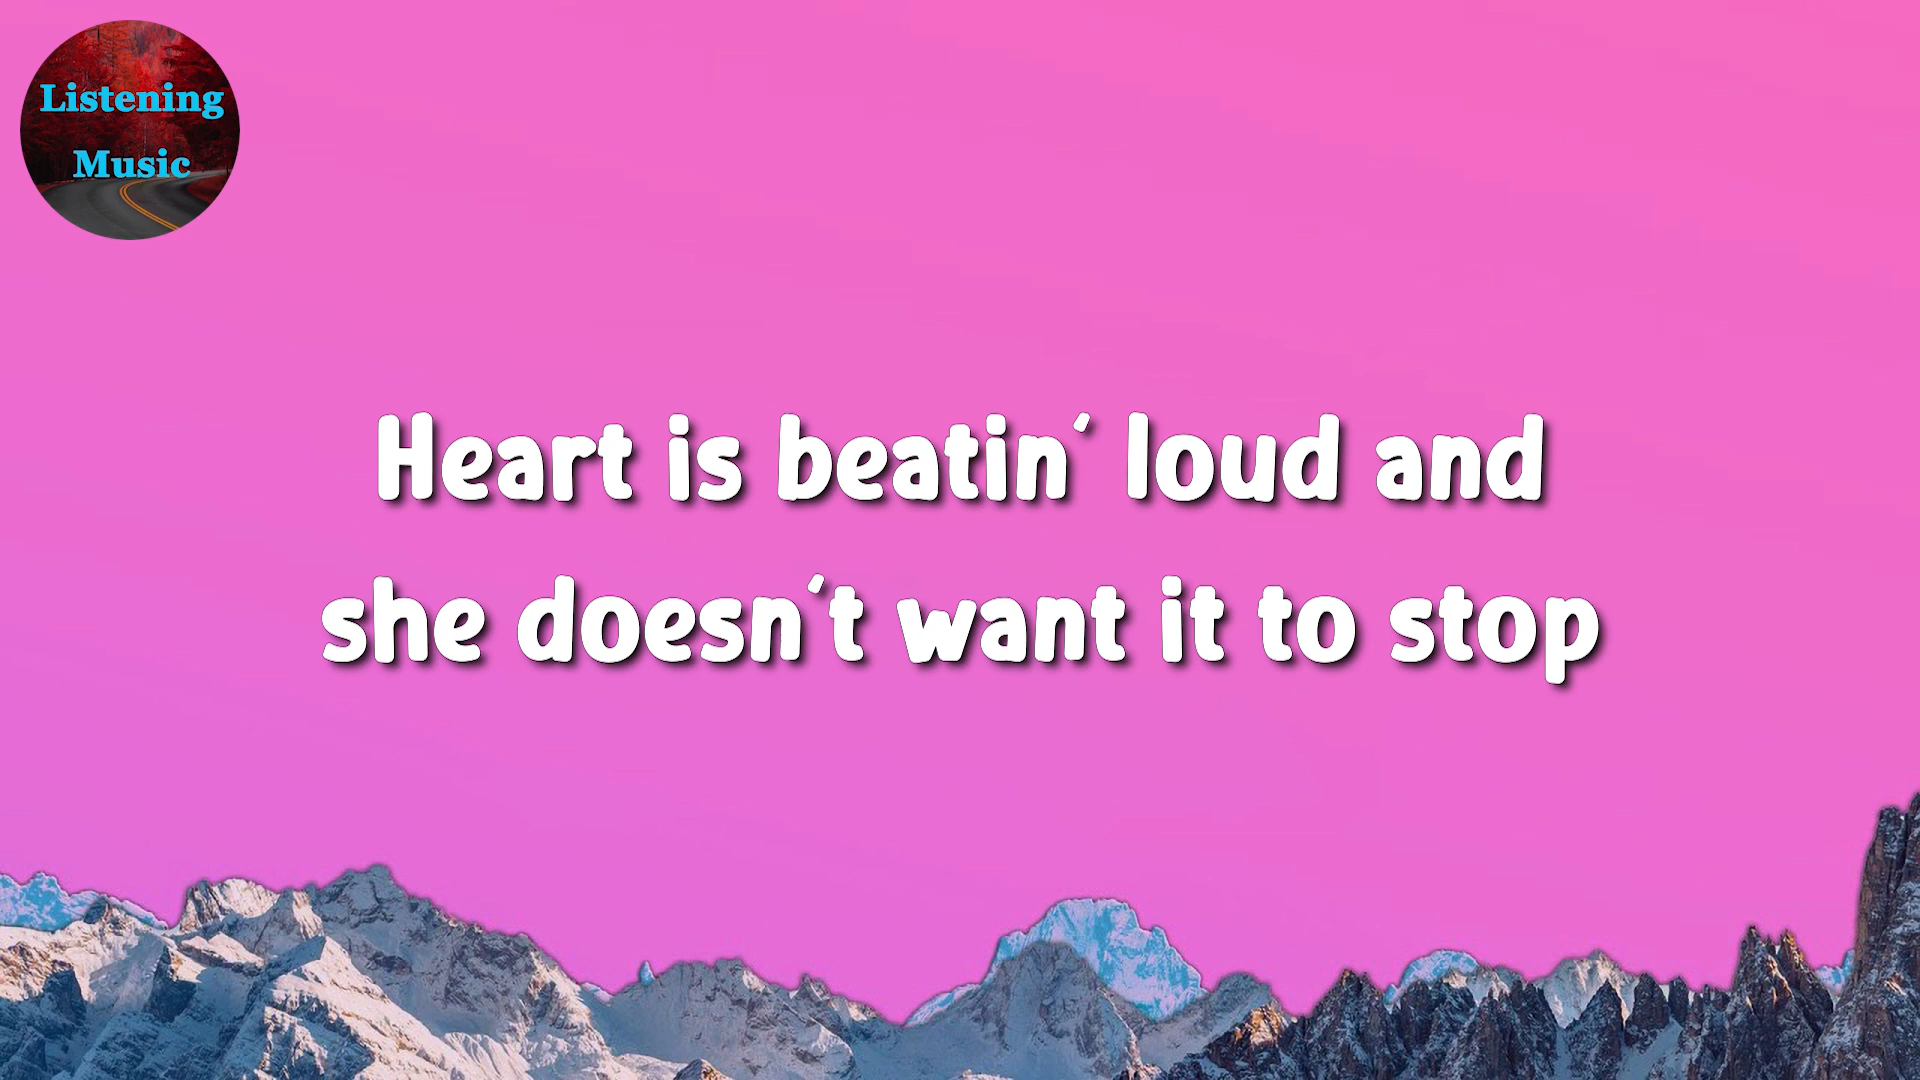 Listening
Music
Heart is beatin' loud and
she doesn't want it to stop